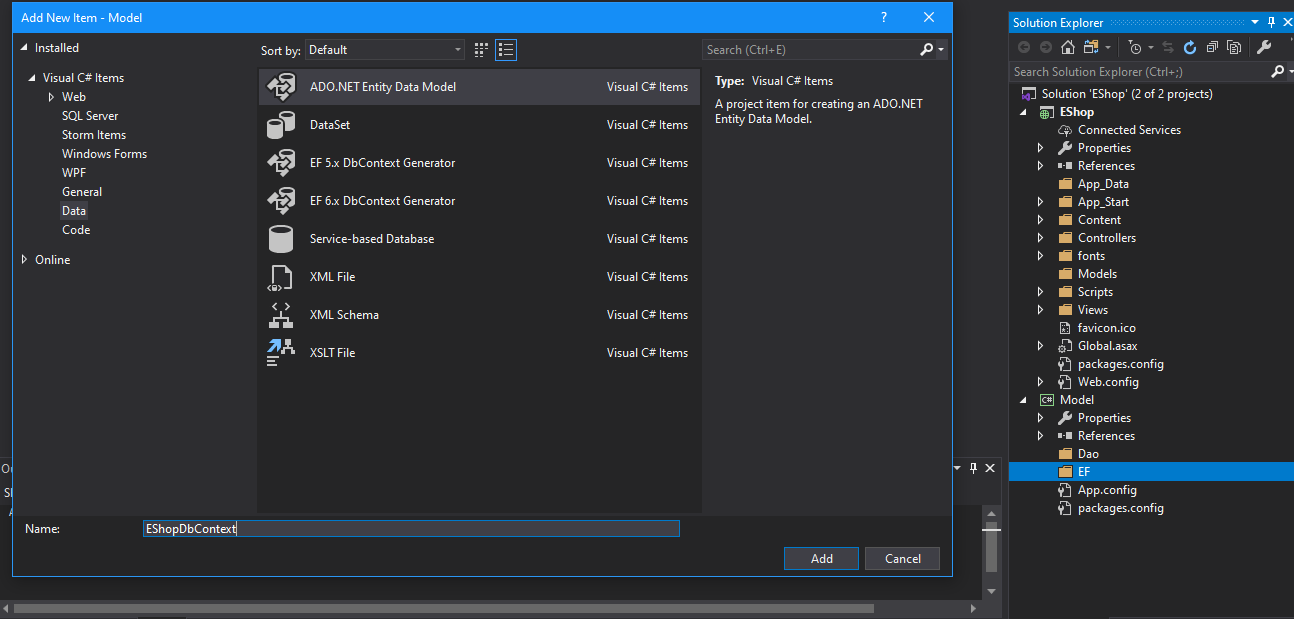 Add New Item - Model
?
Installed
Visual C# Items
Web
SQL Server
Storm Items
Windows Forms
WPF
General
Data
Code
Online
Sort by: Default
Search (Ctrl+E)
ADO.NET Entity Data Model Visual C# Items
DataSet Visual C# Items
EF 5.x DbContext Generator Visual C# Items
EF 6.x DbContext Generator Visual C# Items
Service-based Database Visual C# Items
XML File Visual C# Items
XML Schema Visual C# Items
XSLT File Visual C# Items
Type: Visual C# Items
A project item for creating an ADO.NET
Entity Data Model.
Name: EShopDbContext
Add Cancel
Solution Explorer
Search Solution Explorer (Ctrl+;)
Solution 'EShop' (2 of 2 projects)
EShop
Connected Services
Properties
References
App_Data
App_Start
Content
Controllers
fonts
Models
Scripts
Views
favicon.ico
Global.asax
packages.config
Web.config
C# Model
Properties
References
Dao
EF
App.config
packages.config